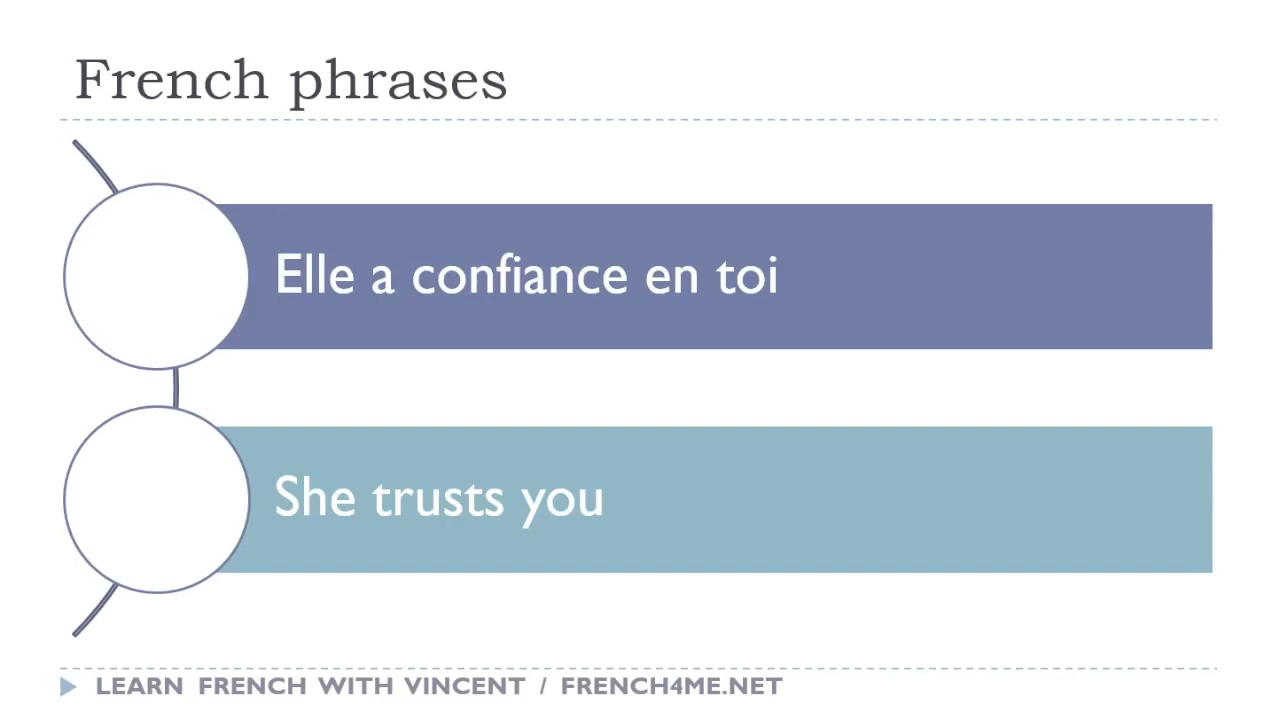 French phrases
Elle a confiance en toi
She trusts you
LEARN FRENCH WITH VINCENT / FRENCH4ME.NET